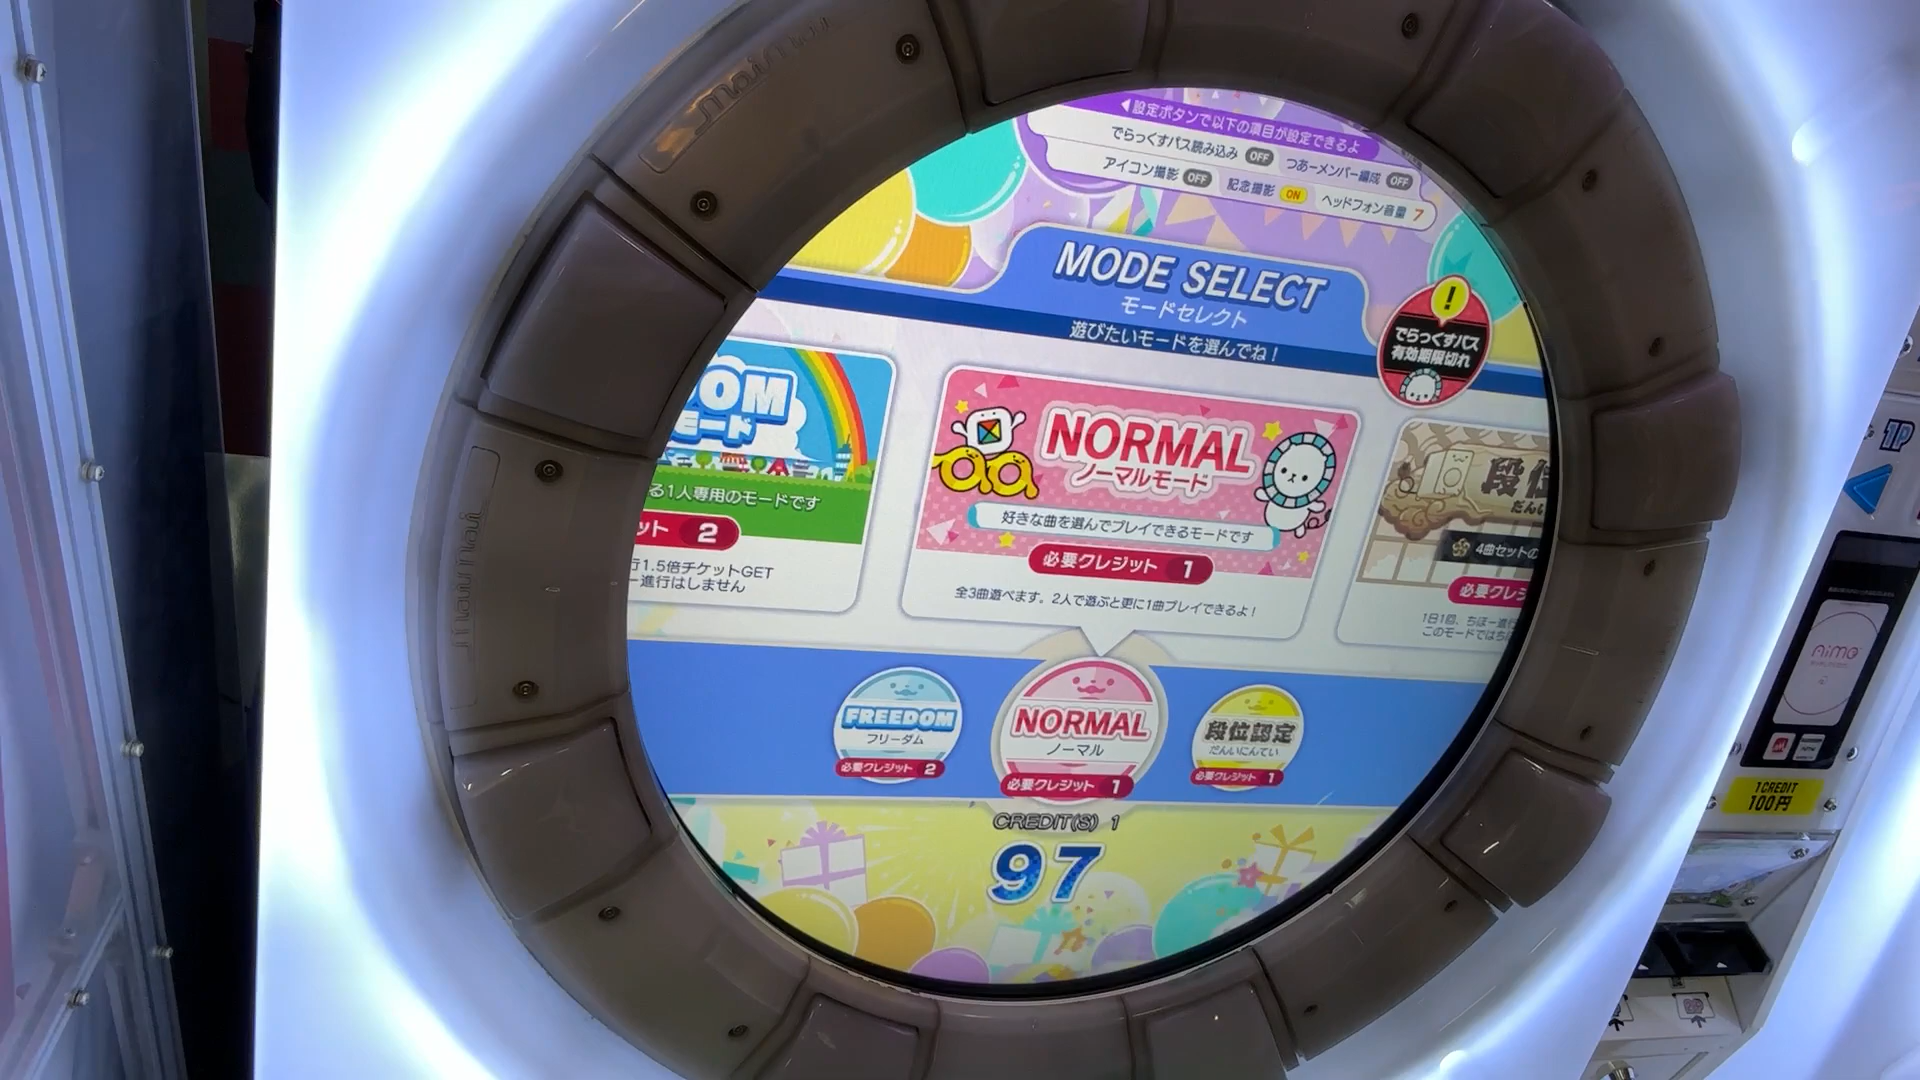 maimai
◀設定ボタンで以下の項目が設定できるよ
でらっくすパス読み込み OFF つあーメンバー編成 OFF
アイコン撮影 OFF 記念撮影 ON ヘッドフォン音量 7
MODE SELECT
モードセレクト
遊びたいモードを選んでね！
!
でらっくすパス
有効期限切れ
OM
モード
る1人専用のモードです
ット 2
行1.5倍チケットGET
ー進行はしません
NORMAL
ノーマルモード
好きな曲を選んでプレイできるモードです
必要クレジット 1
全3曲遊べます。2人で遊ぶと更に1曲プレイできるよ！
段位
だんい
4曲セットの
必要クレジ
1日1回、ちほー進行
このモードではちほ
FREEDOM
フリーダム
必要クレジット 2
NORMAL
ノーマル
必要クレジット 1
段位認定
だんいにんてい
必要クレジット 1
CREDIT(S) 1
97
maimai
1P
Aime
1CREDIT
100円